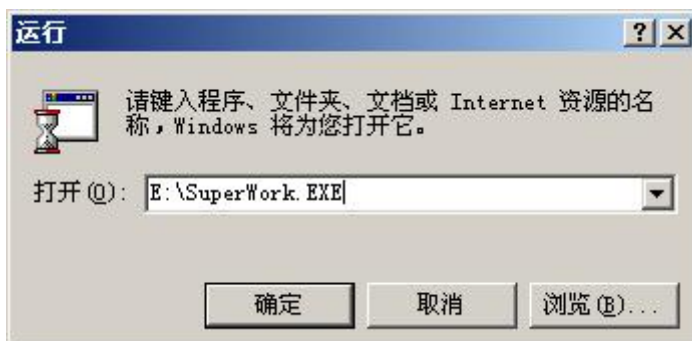 运行
请键入程序、文件夹、文档或 Internet 资源的名
称，Windows 将为您打开它。
打开(O): E:\SuperWork.EXE
确定 取消 浏览(B)...